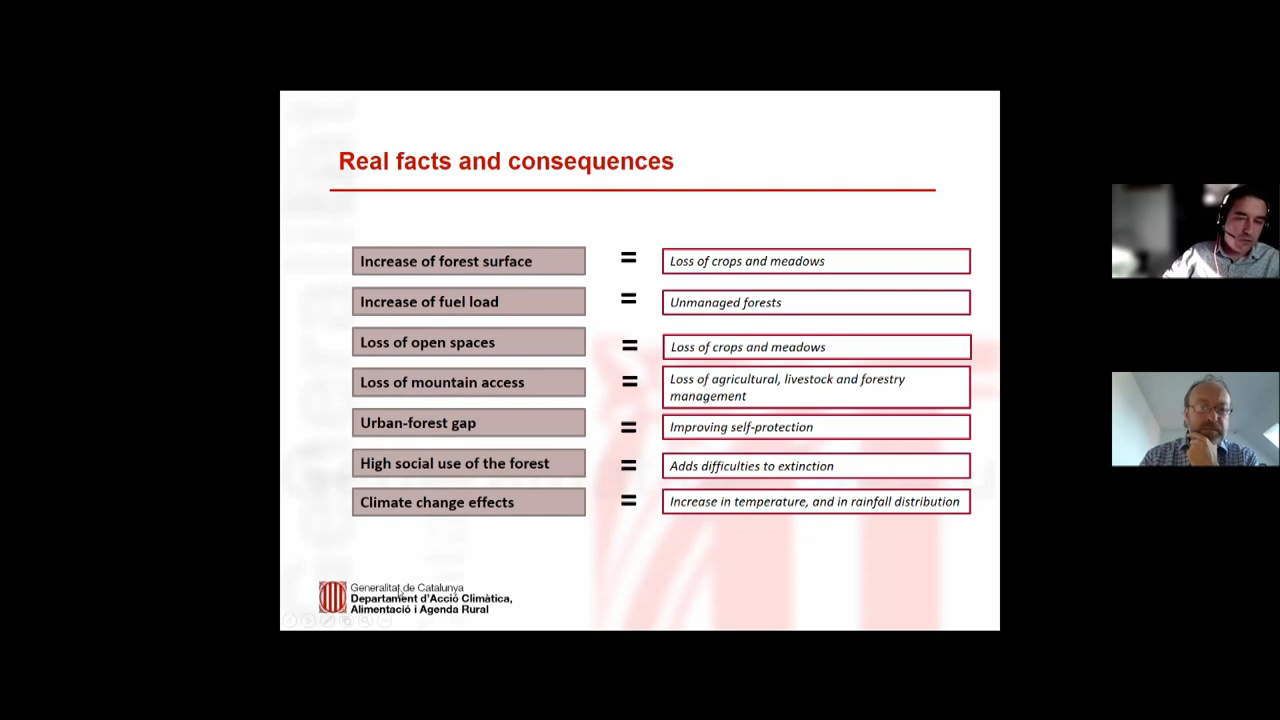 Real facts and consequences
Increase of forest surface = Loss of crops and meadows
Increase of fuel load = Unmanaged forests
Loss of open spaces = Loss of crops and meadows
Loss of mountain access = Loss of agricultural, livestock and forestry
management
Urban-forest gap = Improving self-protection
High social use of the forest = Adds difficulties to extinction
Climate change effects = Increase in temperature, and in rainfall distribution
Generalitat de Catalunya
Departament d'Acció Climàtica,
Alimentació i Agenda Rural